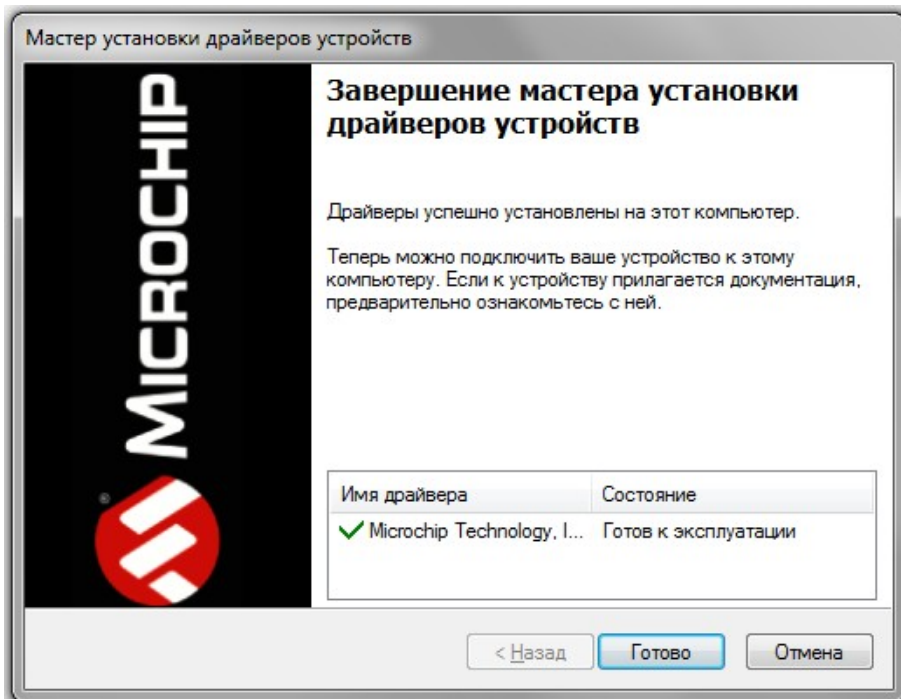 Мастер установки драйверов устройств
MICROCHIP
®
Завершение мастера установки
драйверов устройств
Драйверы успешно установлены на этот компьютер.
Теперь можно подключить ваше устройство к этому
компьютеру. Если к устройству прилагается документация,
предварительно ознакомьтесь с ней.
Имя драйвера Состояние
Microchip Technology, I... Готов к эксплуатации
< Назад Готово Отмена